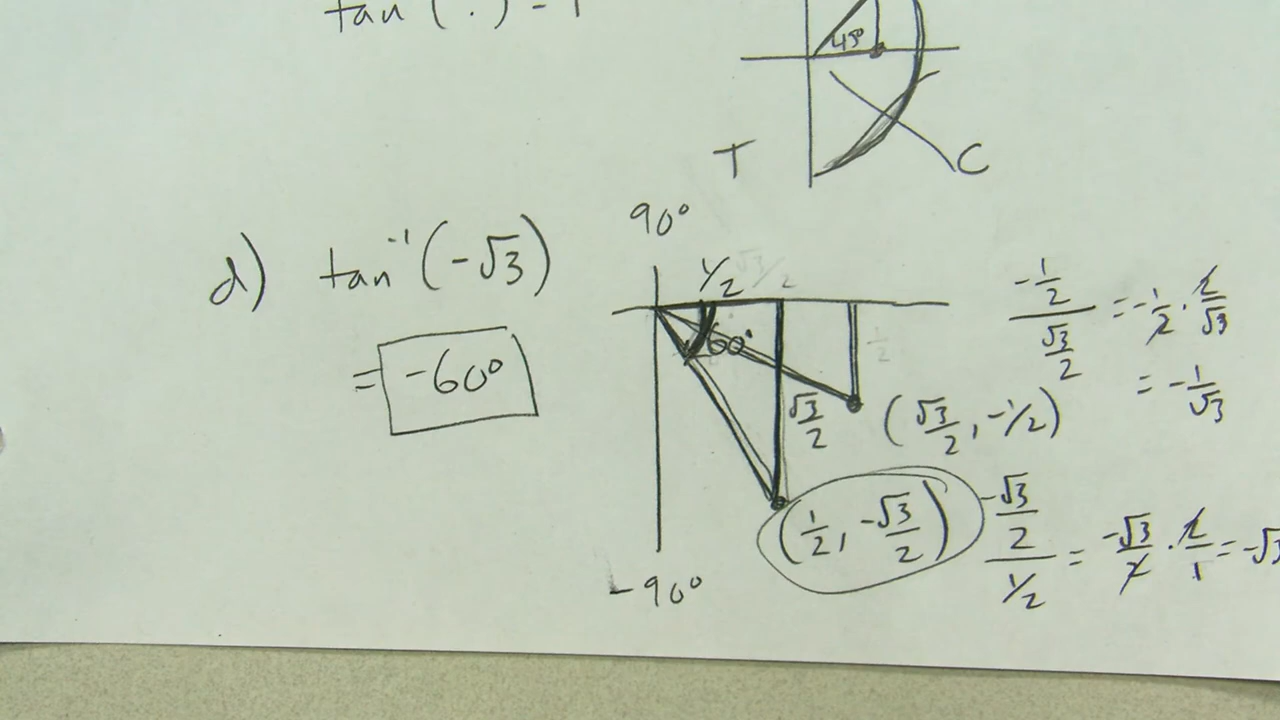 tan (.) = 1
45°
T
C
d) tan⁻¹(-√3)
= -60°
90°
1/2
60°
√3/2
(√3/2, -1/2)
(1/2, -√3/2)
-90°
(-1/2)/(√3/2) = -1/2 · 2/√3
= -1/√3
(-√3/2)/(1/2) = -√3/2 · 2/1 = -√3